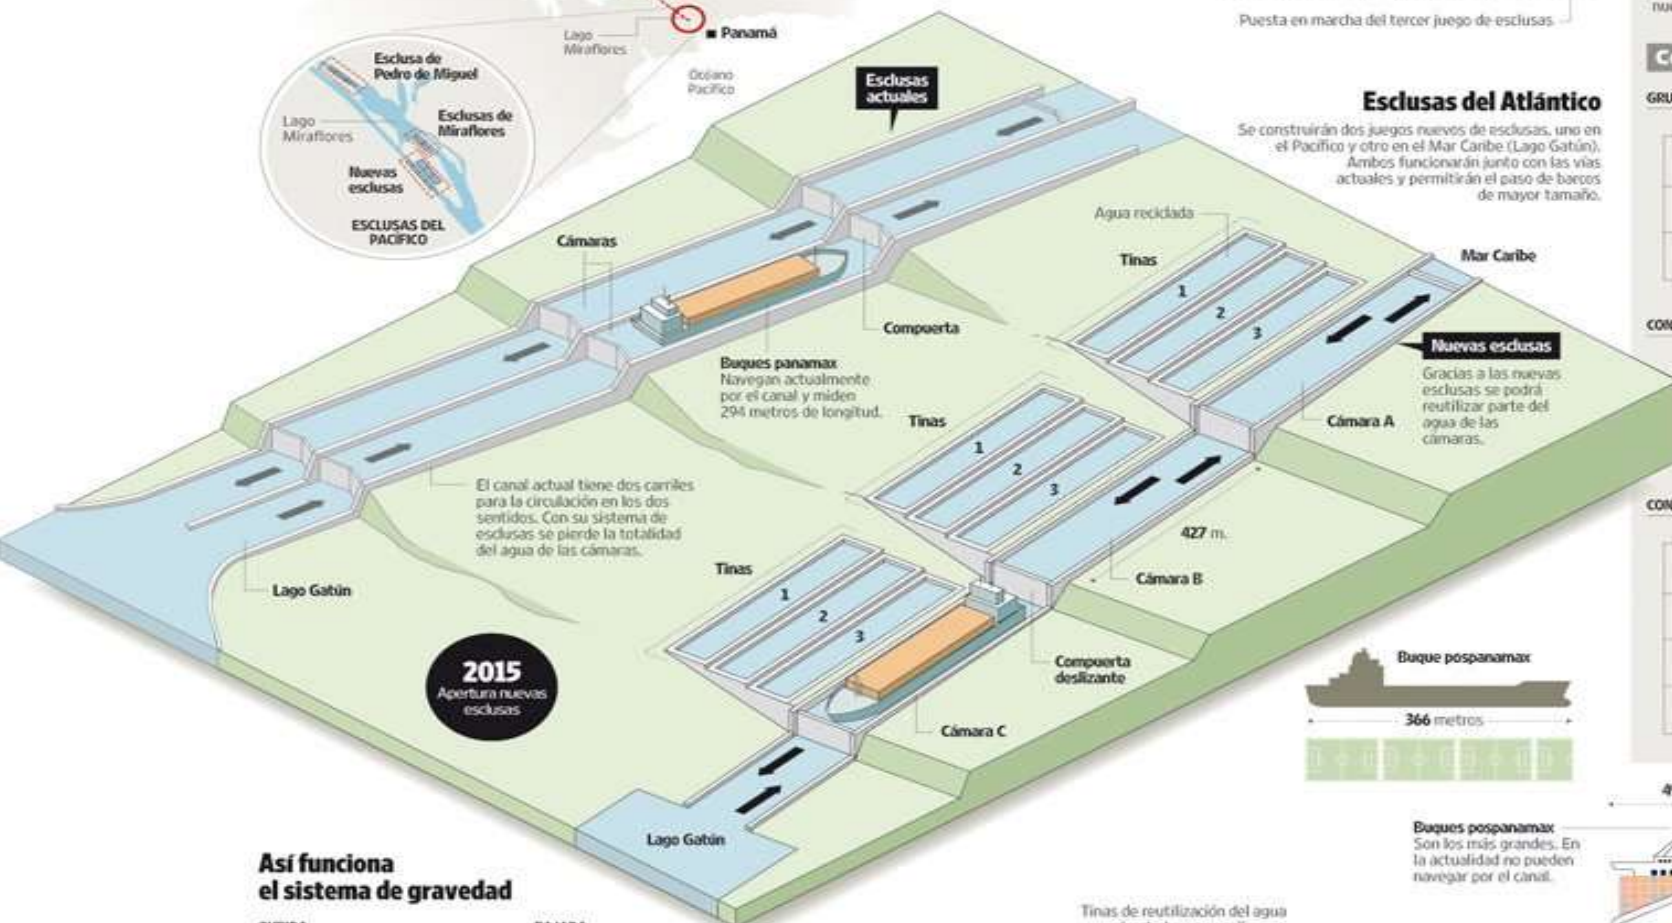 Lago
Miraflores
Panamá
Océano
Pacífico
Esclusa de
Pedro de Miguel
Lago
Miraflores
Esclusas de
Miraflores
Nuevas
esclusas
ESCLUSAS DEL
PACÍFICO
Puesta en marcha del tercer juego de esclusas
Esclusas
actuales
Esclusas del Atlántico
Se construirán dos juegos nuevos de esclusas, uno en
el Pacífico y otro en el Mar Caribe (Lago Gatún).
Ambos funcionarán junto con las vías
actuales y permitirán el paso de barcos
de mayor tamaño.
GRU
Cámaras
Agua reciclada
Tinas
1
2
3
Mar Caribe
Compuerta
Buques panamax
Navegan actualmente
por el canal y miden
294 metros de longitud.
Nuevas esclusas
Gracias a las nuevas
esclusas se podrá
reutilizar parte del
agua de las
cámaras.
CON
Cámara A
Tinas
1
2
3
El canal actual tiene dos carriles
para la circulación en los dos
sentidos. Con su sistema de
esclusas se pierde la totalidad
del agua de las cámaras.
427 m.
CON
Cámara B
Lago Gatún
Tinas
1
2
3
2015
Apertura nuevas
esclusas
Compuerta
deslizante
Cámara C
Buque pospanamax
366 metros
Lago Gatún
Buques pospanamax
Son los más grandes. En
la actualidad no pueden
navegar por el canal.
Así funciona
el sistema de gravedad
Tinas de reutilización del agua